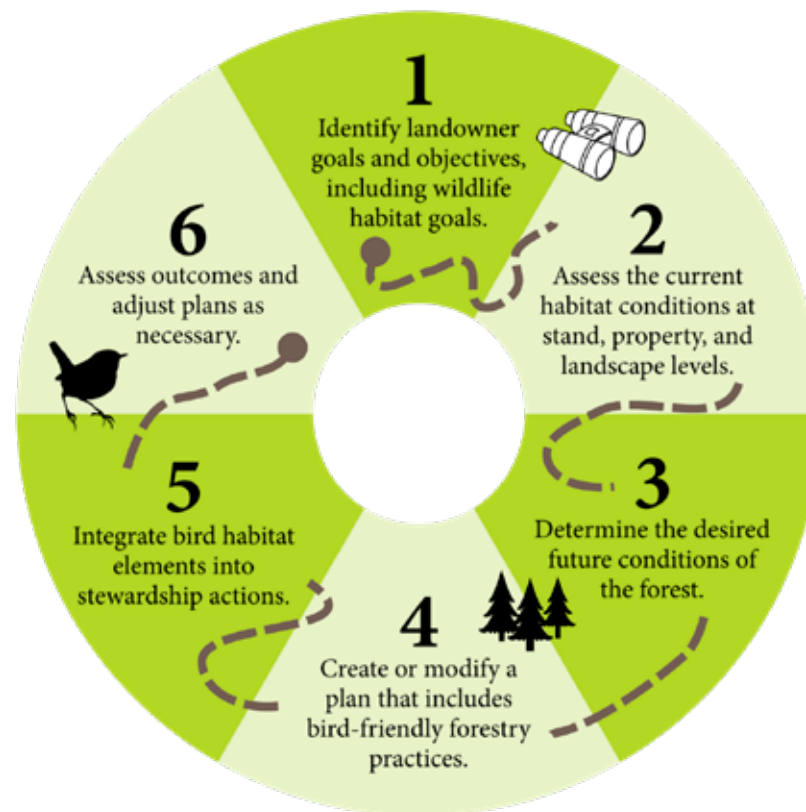 1
Identify landowner
goals and objectives,
including wildlife
habitat goals.
2
Assess the current
habitat conditions at
stand, property, and
landscape levels.
3
Determine the desired
future conditions of
the forest.
4
Create or modify a
plan that includes
bird-friendly forestry
practices.
5
Integrate bird habitat
elements into
stewardship actions.
6
Assess outcomes and
adjust plans as
necessary.